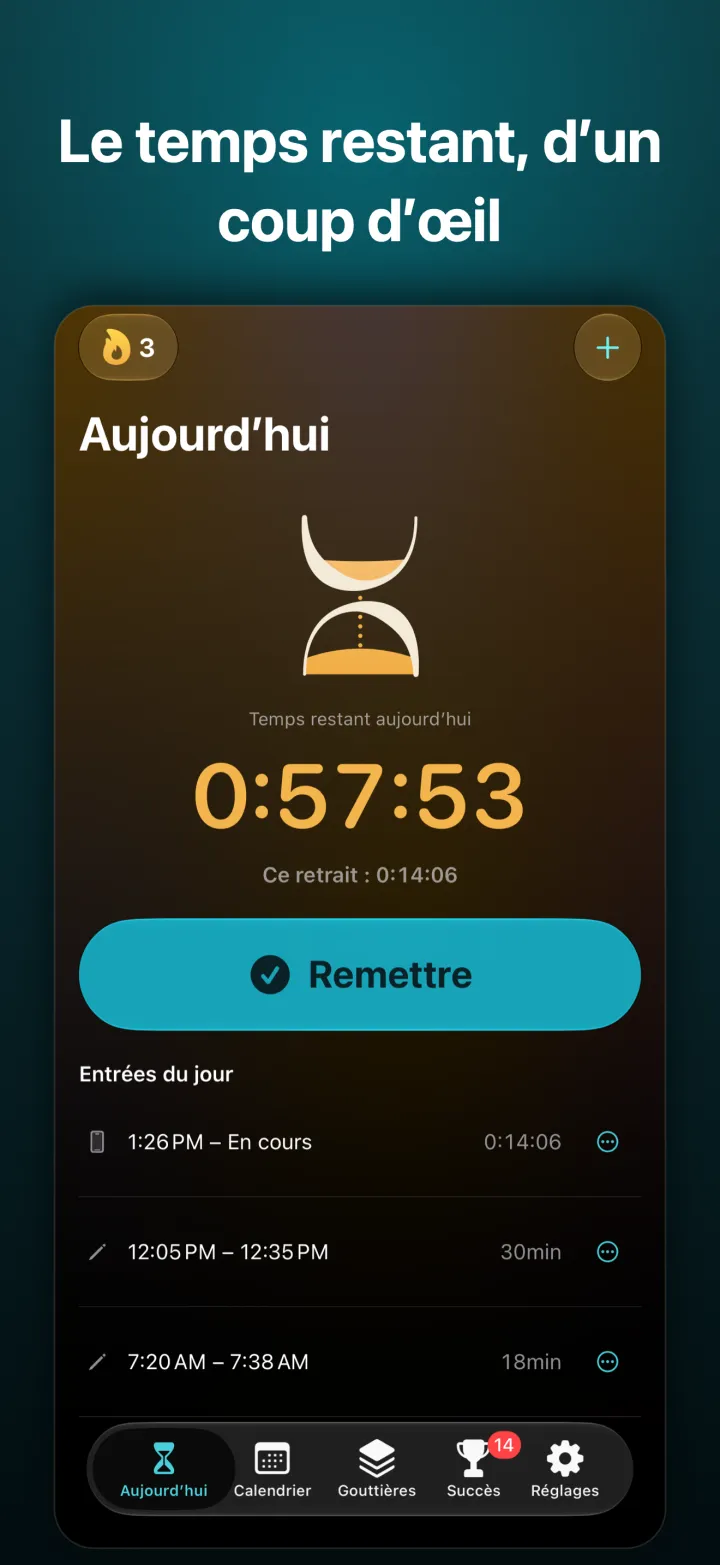 Le temps restant, d’un
coup d’œil
3
Aujourd’hui
Temps restant aujourd’hui
0:57:53
Ce retrait : 0:14:06
Remettre
Entrées du jour
1:26 PM – En cours 0:14:06
12:05 PM – 12:35 PM 30min
7:20 AM – 7:38 AM 18min
14
Aujourd’hui Calendrier Gouttières Succès Réglages